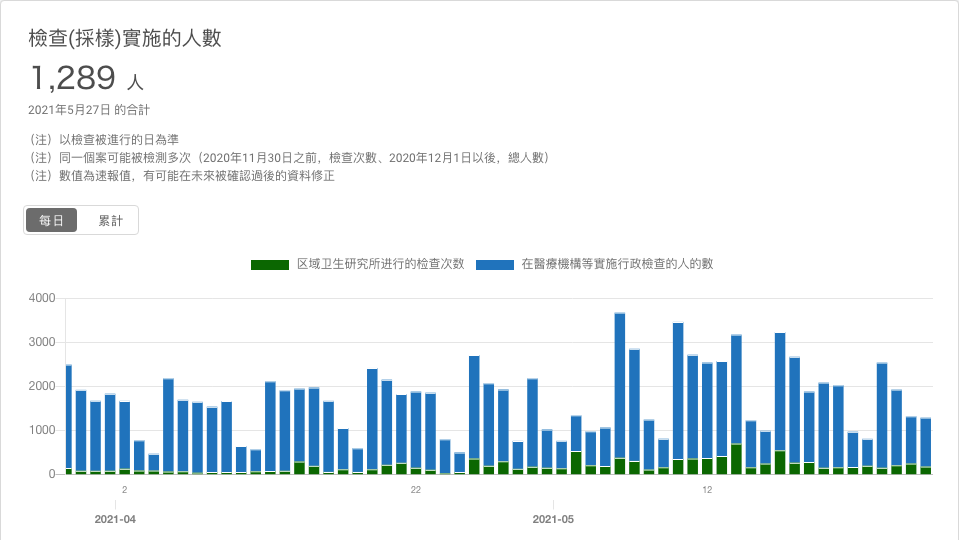 檢查(採樣)實施的人數
1,289 人
2021年5月27日 的合計
（注）以檢查被進行的日為準
（注）同一個案可能被檢測多次（2020年11月30日之前，檢查次數、2020年12月1日以後，總人數）
（注）數值為速報值，有可能在未來被確認過後的資料修正
每日 累計
区域卫生研究所进行的检查次数 在醫療機構等實施行政檢查的人的數
4000
3000
2000
1000
0
2 22 12
2021-04 2021-05